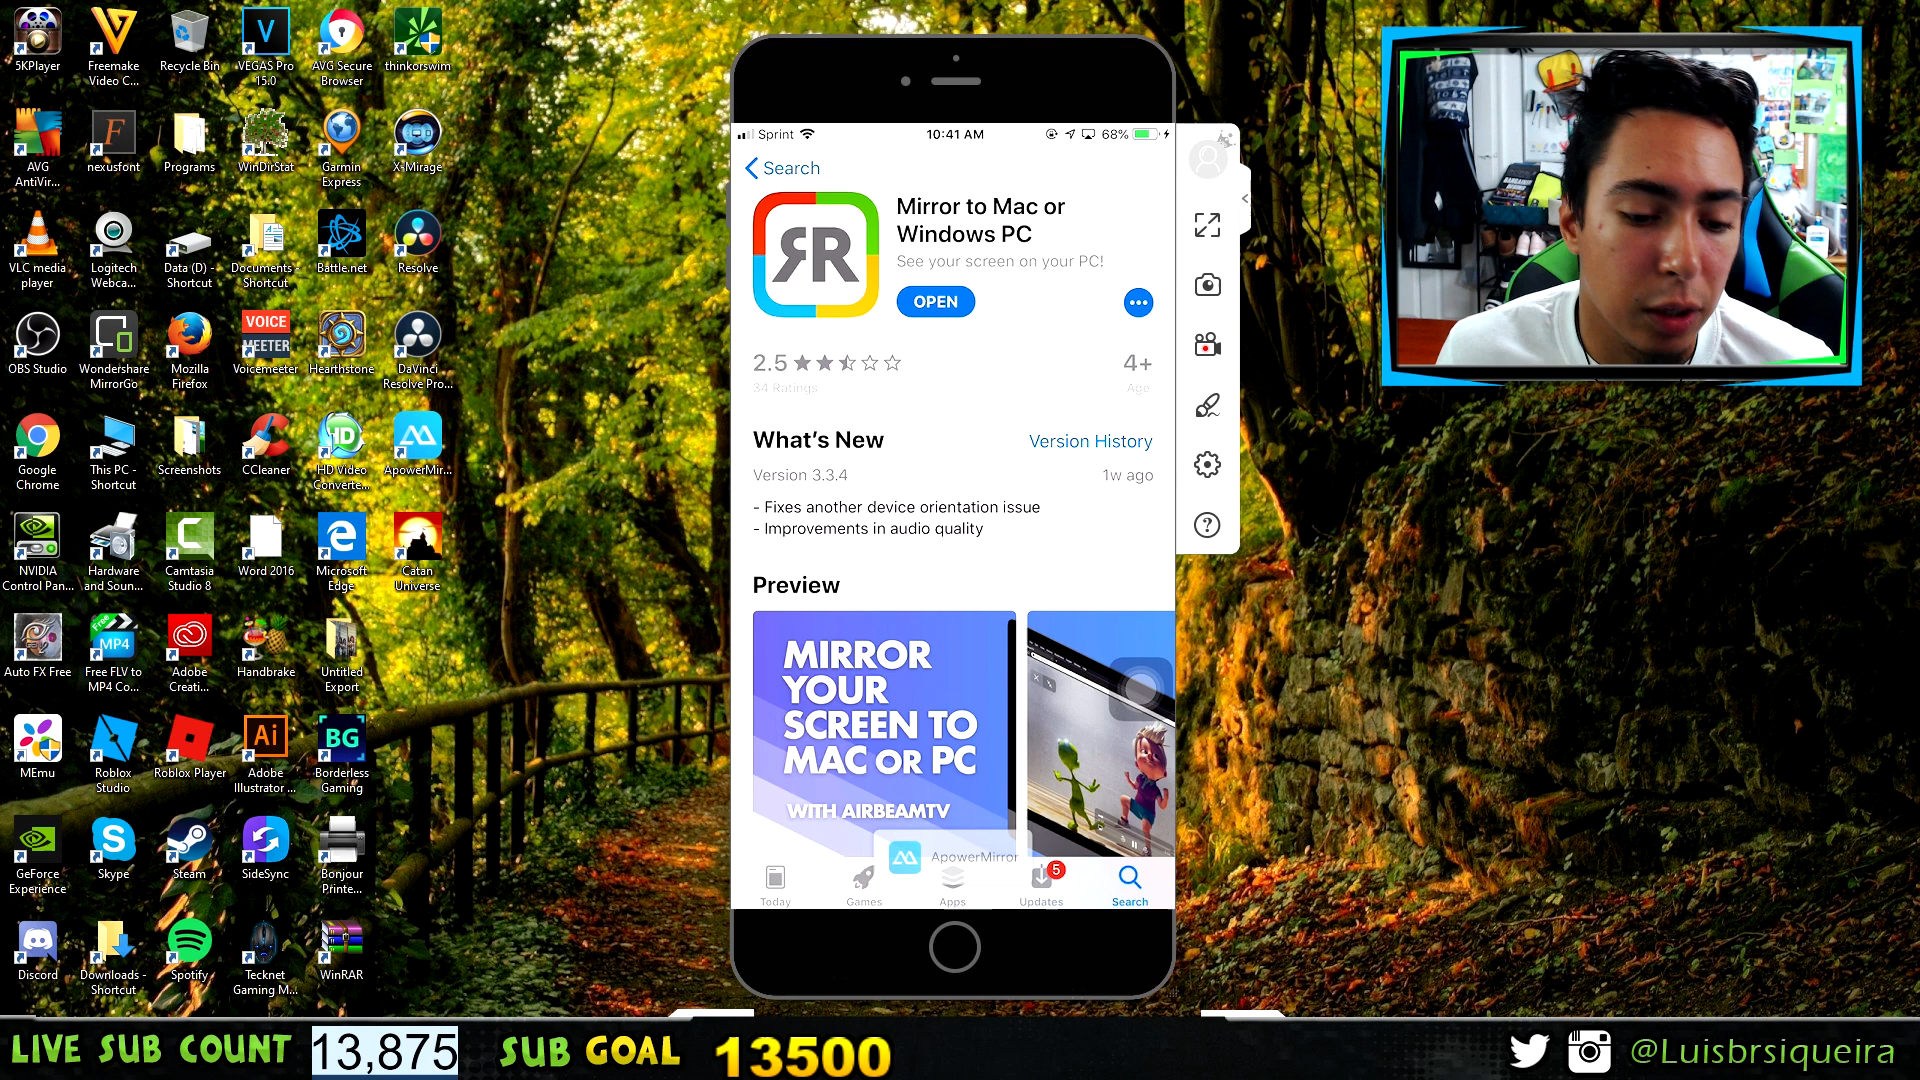 5KPlayer
Freemake Video C...
Recycle Bin
VEGAS Pro 15.0
AVG Secure Browser
thinkorswim
AVG AntiVir...
nexusfont
Programs
WinDirStat
Garmin Express
X-Mirage
VLC media player
Logitech Webca...
Data (D) - Shortcut
Documents - Shortcut
Battle.net
Resolve
OBS Studio
Wondershare MirrorGo
Mozilla Firefox
VOICE MEETER
Voicemeeter
Hearthstone
DaVinci Resolve Pro...
Google Chrome
This PC - Shortcut
Screenshots
CCleaner
HD
HD Video Converte...
ApowerMir...
NVIDIA Control Pan...
Hardware and Soun...
Camtasia Studio 8
Word 2016
Microsoft Edge
Catan Universe
Auto FX Free
Free
MP4
Free FLV to MP4 Co...
Adobe Creati...
Handbrake
Untitled Export
MEmu
Roblox Studio
Roblox Player
Ai
Adobe Illustrator ...
BG
Borderless Gaming
GeForce Experience
Skype
Steam
SideSync
Bonjour Printe...
Discord
Downloads - Shortcut
Spotify
Tecknet Gaming M...
WinRAR
Sprint
10:41 AM
68%
Search
Mirror to Mac or
Windows PC
See your screen on your PC!
OPEN
2.5
4+
34 Ratings
Age
What's New
Version History
Version 3.3.4
1w ago
- Fixes another device orientation issue
- Improvements in audio quality
Preview
MIRROR
YOUR
SCREEN TO
MAC OR PC
WITH AIRBEAMTV
ApowerMirror
5
Today
Games
Apps
Updates
Search
LIVE SUB COUNT
13,875
SUB GOAL
13500
@Luisbrsiqueira